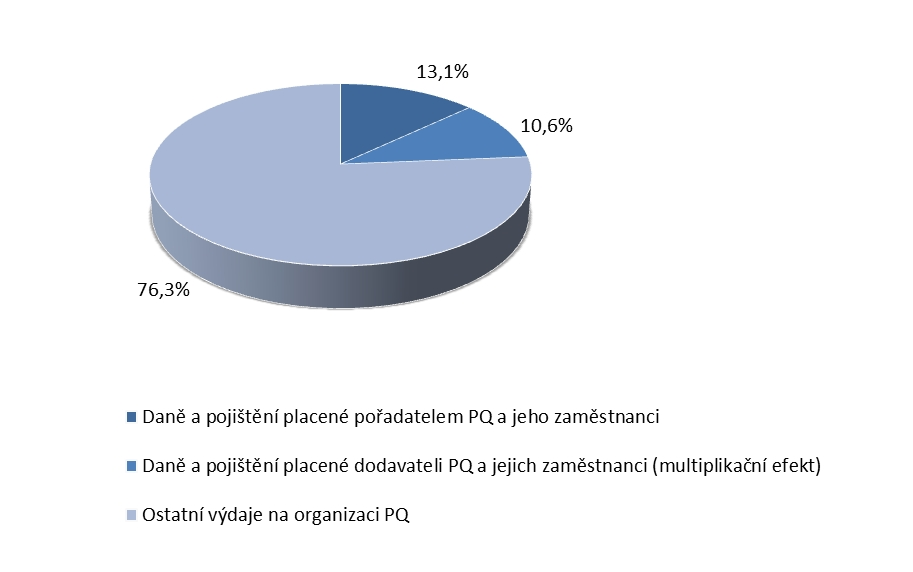 13,1%
10,6%
76,3%
Daně a pojištění placené pořadatelem PQ a jeho zaměstnanci
Daně a pojištění placené dodavateli PQ a jejich zaměstnanci (multiplikační efekt)
Ostatní výdaje na organizaci PQ